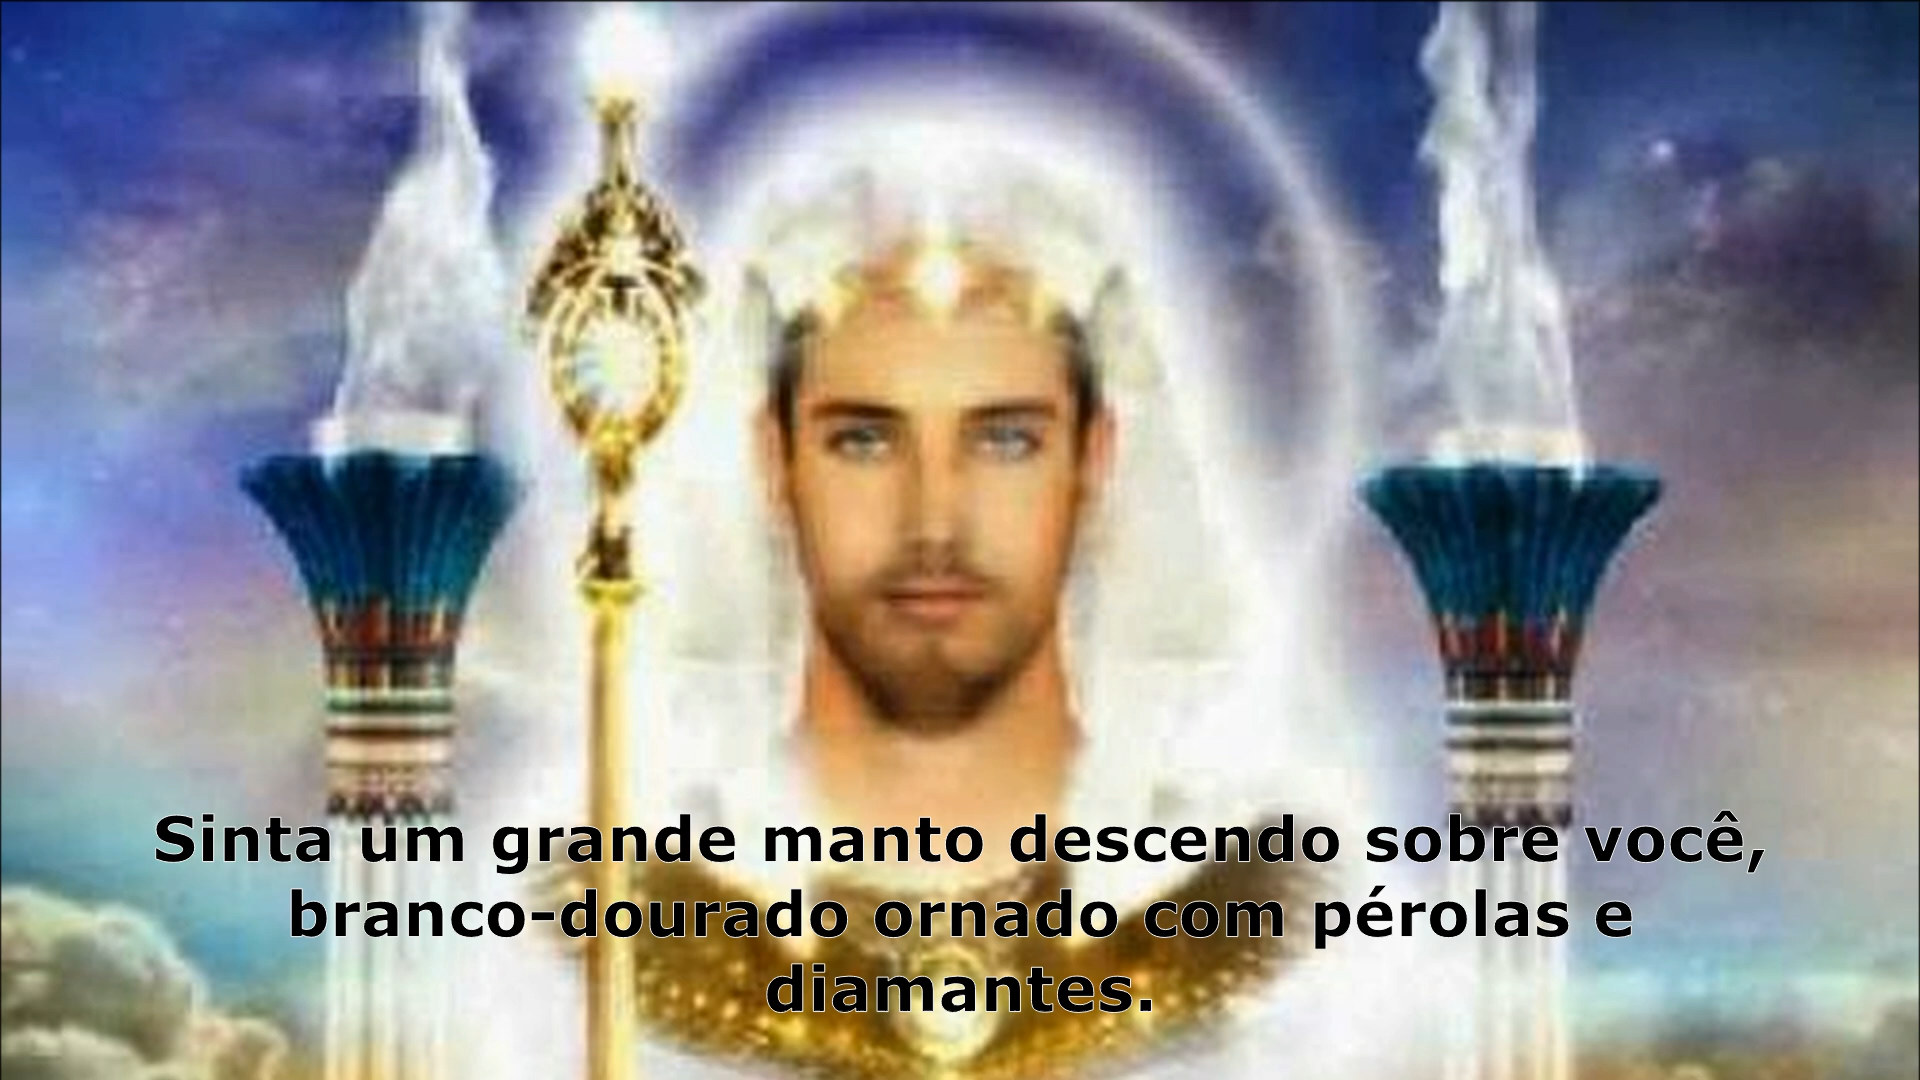 Sinta um grande manto descendo sobre você,
branco-dourado ornado com pérolas e
diamantes.